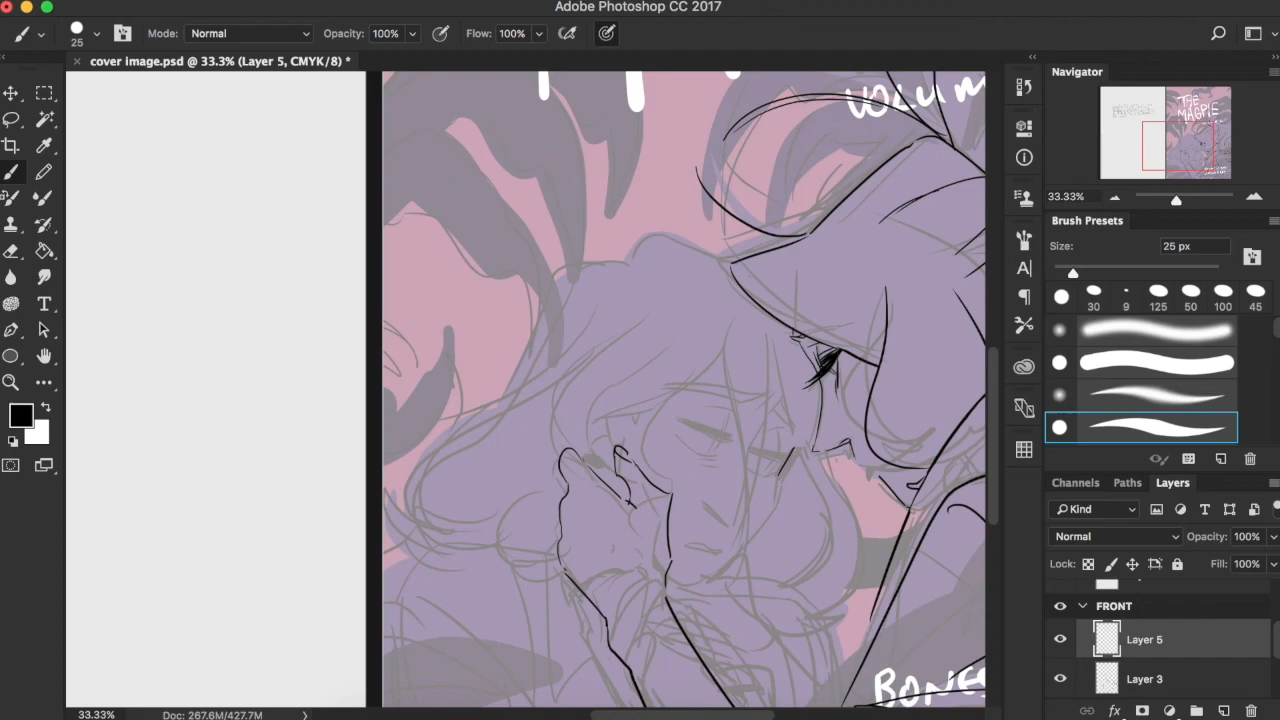 Adobe Photoshop CC 2017
25 Mode: Normal Opacity: 100% Flow: 100%
cover image.psd @ 33.3% (Layer 5, CMYK/8) *
Navigator
THE
MAGPIE
33.33%
Brush Presets
Size: 25 px
30 9 125 50 100 45
Channels Paths Layers
Kind
Normal Opacity: 100%
Lock: Fill: 100%
FRONT
Layer 5
Layer 3
VOLUM
BONES
33.33% Doc: 267.6M/427.7M